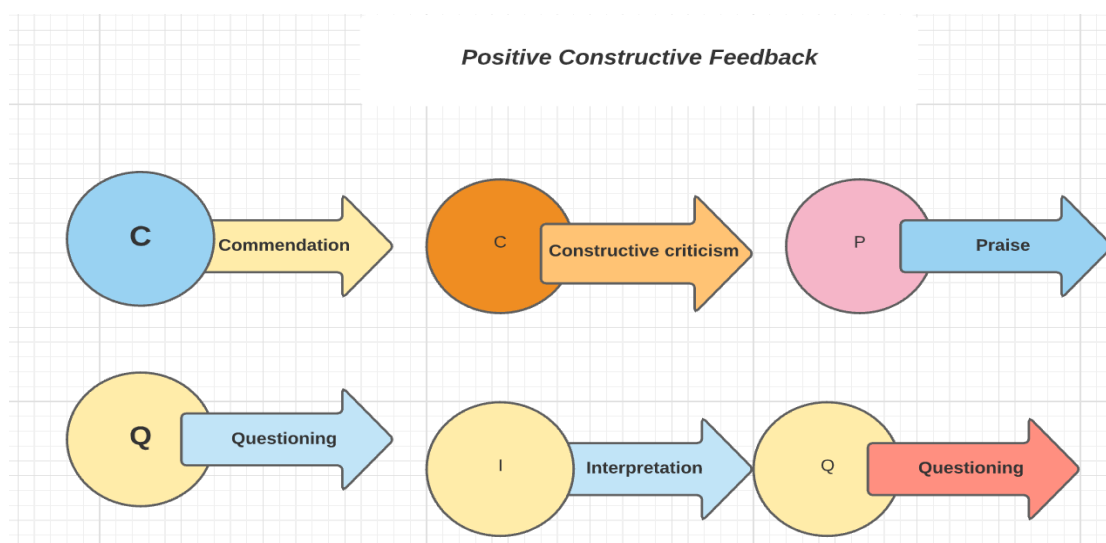 Positive Constructive Feedback
C
Commendation
C
Constructive criticism
P
Praise
Q
Questioning
I
Interpretation
Q
Questioning